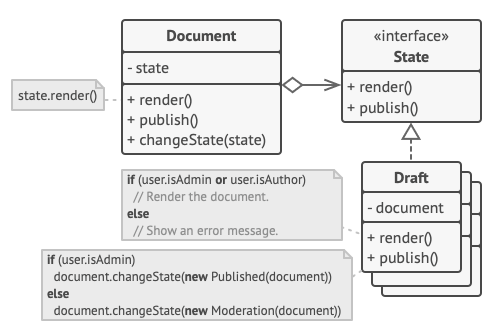 Document
- state
+ render()
+ publish()
+ changeState(state)
«interface»
State
+ render()
+ publish()
state.render()
if (user.isAdmin or user.isAuthor)
// Render the document.
else
// Show an error message.
Draft
- document
+ render()
+ publish()
if (user.isAdmin)
document.changeState(new Published(document))
else
document.changeState(new Moderation(document))